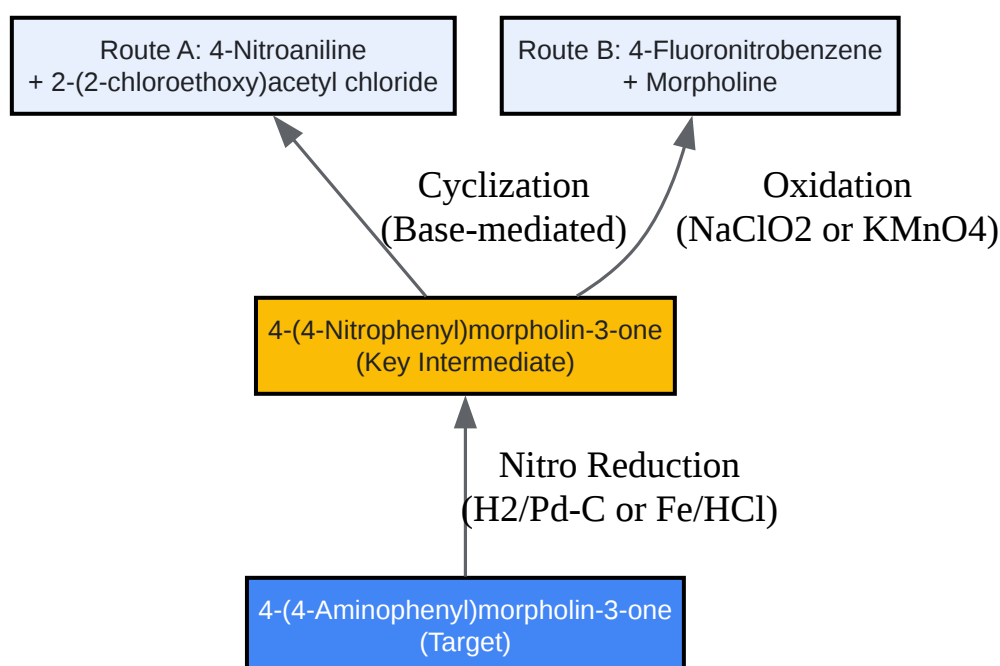 Route A: 4-Nitroaniline
+ 2-(2-chloroethoxy)acetyl chloride
Route B: 4-Fluoronitrobenzene
+ Morpholine
Cyclization
(Base-mediated)
Oxidation
(NaClO2 or KMnO4)
4-(4-Nitrophenyl)morpholin-3-one
(Key Intermediate)
Nitro Reduction
(H2/Pd-C or Fe/HCl)
4-(4-Aminophenyl)morpholin-3-one
(Target)